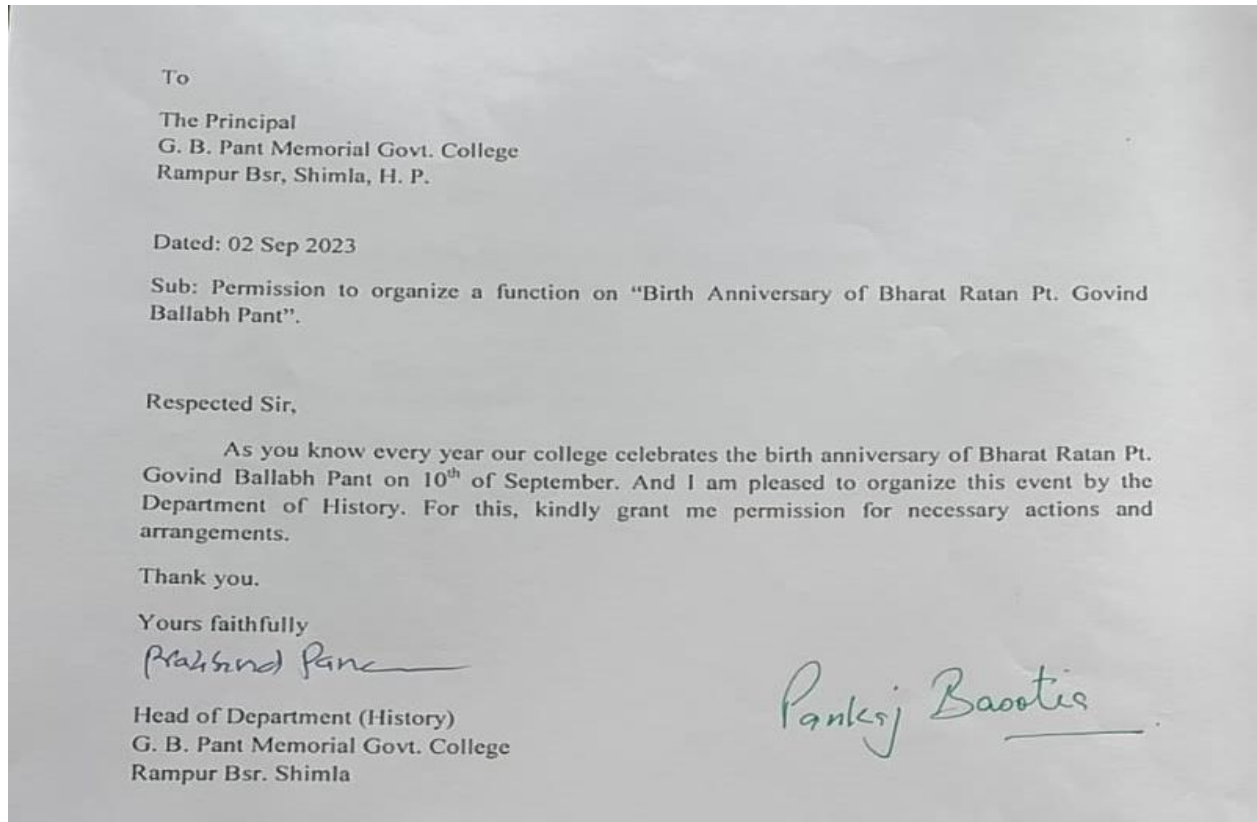 To
The Principal
G. B. Pant Memorial Govt. College
Rampur Bsr, Shimla, H. P.
Dated: 02 Sep 2023
Sub: Permission to organize a function on “Birth Anniversary of Bharat Ratan Pt. Govind
Ballabh Pant”.
Respected Sir,
As you know every year our college celebrates the birth anniversary of Bharat Ratan Pt.
Govind Ballabh Pant on 10th of September. And I am pleased to organize this event by the
Department of History. For this, kindly grant me permission for necessary actions and
arrangements.
Thank you.
Yours faithfully
Head of Department (History)
G. B. Pant Memorial Govt. College
Rampur Bsr. Shimla
Pankaj